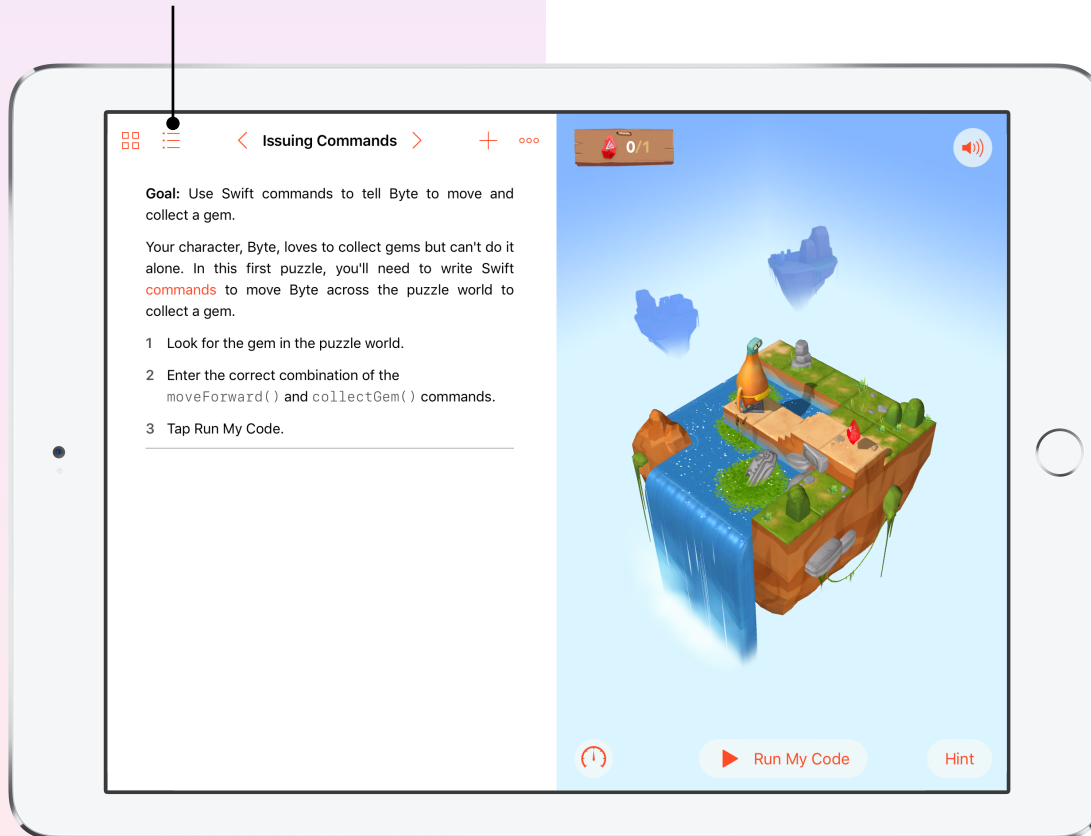 Issuing Commands
0/1
Goal: Use Swift commands to tell Byte to move and
collect a gem.
Your character, Byte, loves to collect gems but can't do it
alone. In this first puzzle, you'll need to write Swift
commands to move Byte across the puzzle world to
collect a gem.
1 Look for the gem in the puzzle world.
2 Enter the correct combination of the
moveForward() and collectGem() commands.
3 Tap Run My Code.
Run My Code
Hint